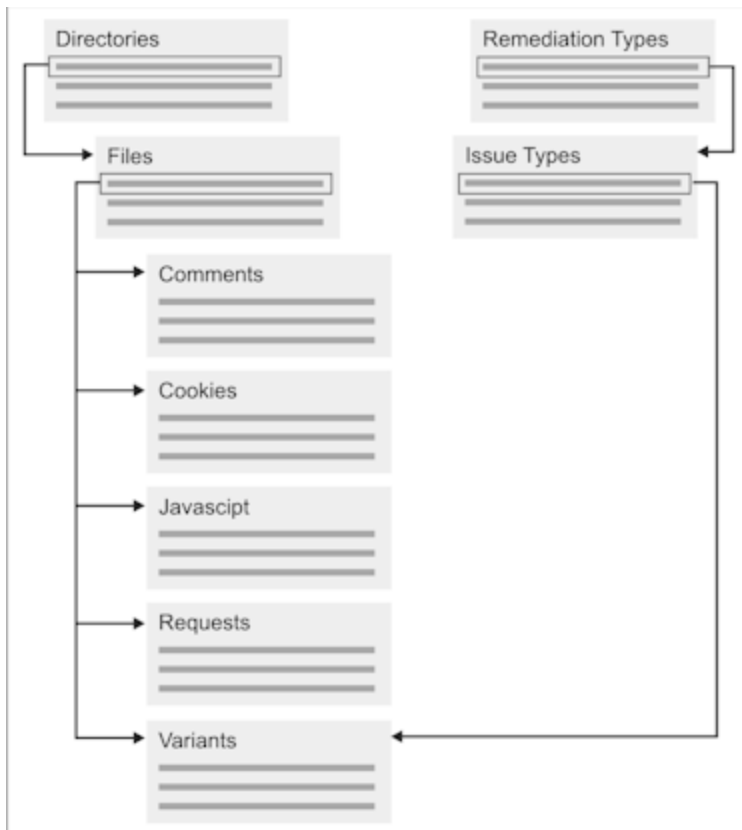 Directories
Remediation Types
Files
Issue Types
Comments
Cookies
Javascipt
Requests
Variants